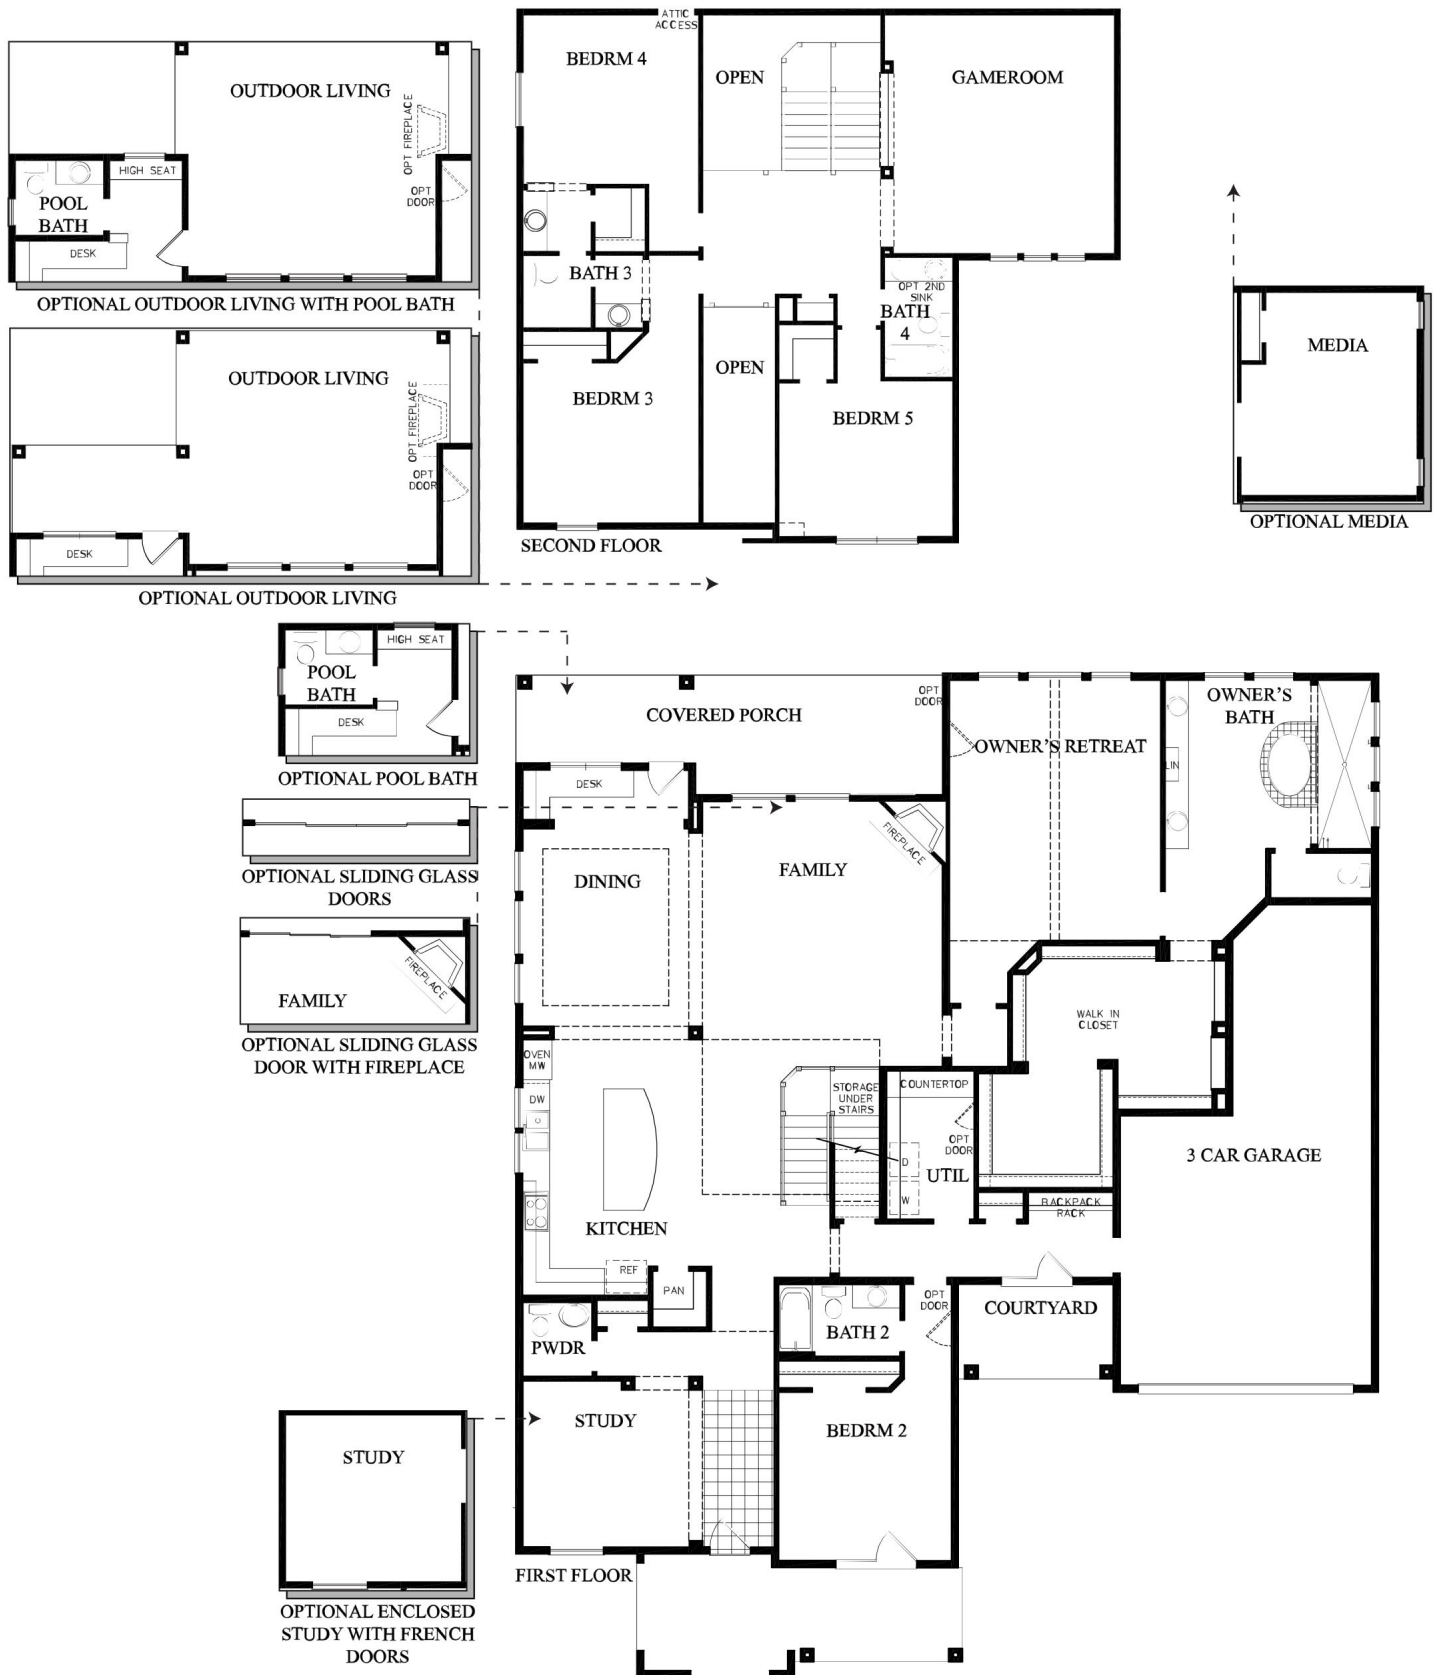 OUTDOOR LIVING
OPT FIREPLACE
HIGH SEAT
POOL
BATH
DESK
OPT
DOOR
OPTIONAL OUTDOOR LIVING WITH POOL BATH
OUTDOOR LIVING
OPT FIREPLACE
OPT
DOOR
DESK
OPTIONAL OUTDOOR LIVING
ATTIC
ACCESS
BEDRM 4
OPEN
GAMEROOM
BATH 3
OPT 2ND
SINK
BATH
4
OPEN
BEDRM 3
BEDRM 5
SECOND FLOOR
MEDIA
OPTIONAL MEDIA
HIGH SEAT
POOL
BATH
DESK
OPTIONAL POOL BATH
OPTIONAL SLIDING GLASS
DOORS
FIREPLACE
FAMILY
OPTIONAL SLIDING GLASS
DOOR WITH FIREPLACE
STUDY
OPTIONAL ENCLOSED
STUDY WITH FRENCH
DOORS
COVERED PORCH
OPT
DOOR
OWNER'S RETREAT
OWNER'S
BATH
LIN
DESK
FIREPLACE
DINING
FAMILY
WALK IN
CLOSET
OVEN
MW
DW
STORAGE
UNDER
STAIRS
COUNTERTOP
OPT
DOOR
D
UTIL
W
3 CAR GARAGE
BACKPACK
RACK
KITCHEN
REF
PAN
PWDR
BATH 2
OPT
DOOR
COURTYARD
STUDY
BEDRM 2
FIRST FLOOR